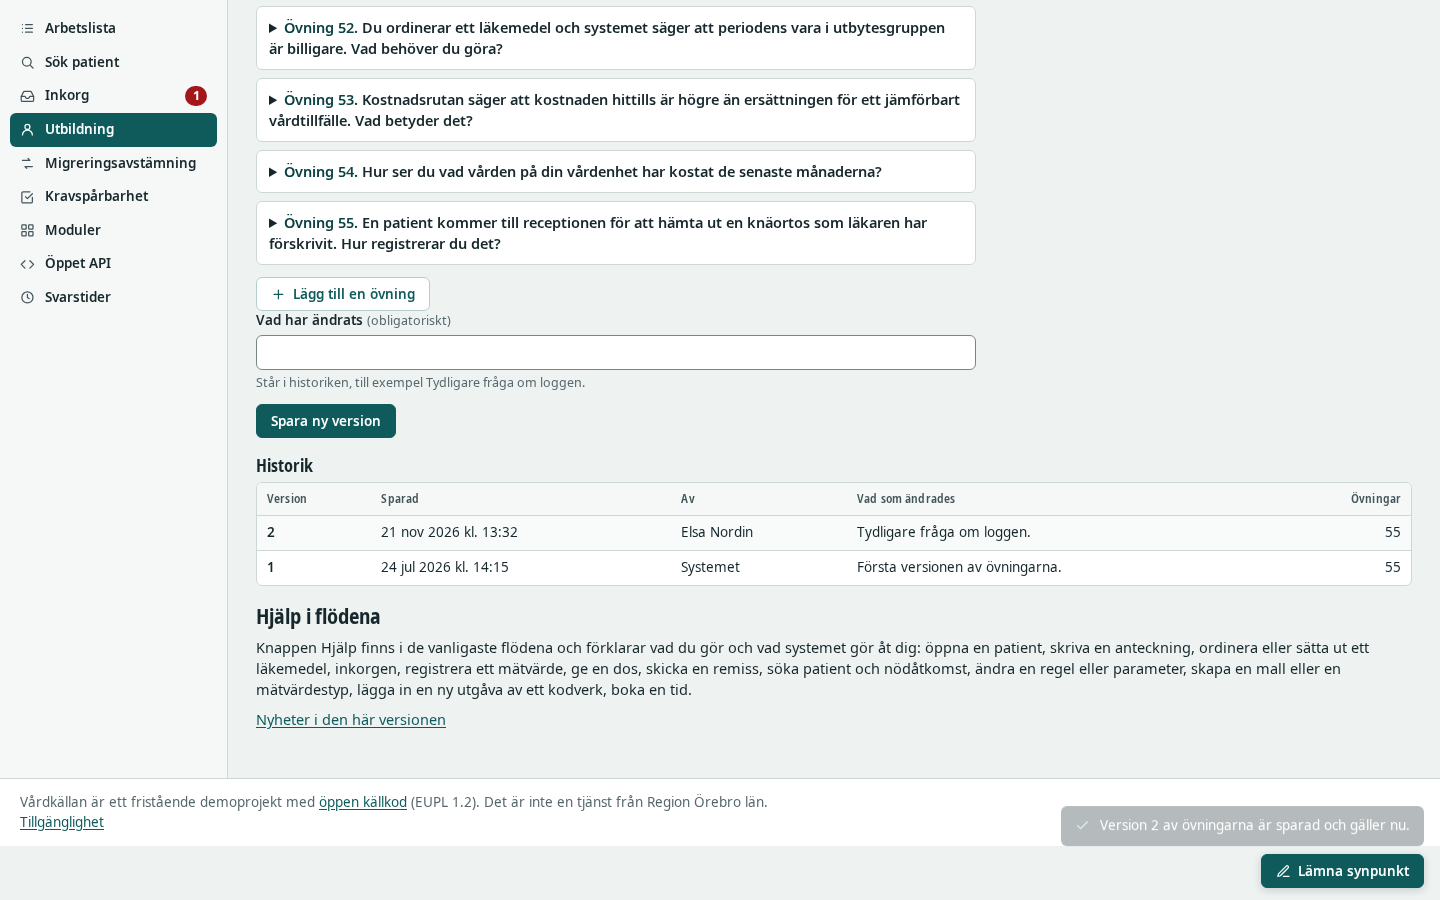 Arbetslista
Sök patient
Inkorg
1
Utbildning
Migreringsavstämning
Kravspårbarhet
Moduler
Öppet API
Svarstider
Övning 52. Du ordinerar ett läkemedel och systemet säger att periodens vara i utbytesgruppen
är billigare. Vad behöver du göra?
Övning 53. Kostnadsrutan säger att kostnaden hittills är högre än ersättningen för ett jämförbart
vårdtillfälle. Vad betyder det?
Övning 54. Hur ser du vad vården på din vårdenhet har kostat de senaste månaderna?
Övning 55. En patient kommer till receptionen för att hämta ut en knäortos som läkaren har
förskrivit. Hur registrerar du det?
Lägg till en övning
Vad har ändrats (obligatoriskt)
Står i historiken, till exempel Tydligare fråga om loggen.
Spara ny version
Historik
Version Sparad Av Vad som ändrades Övningar
2 21 nov 2026 kl. 13:32 Elsa Nordin Tydligare fråga om loggen. 55
1 24 jul 2026 kl. 14:15 Systemet Första versionen av övningarna. 55
Hjälp i flödena
Knappen Hjälp finns i de vanligaste flödena och förklarar vad du gör och vad systemet gör åt dig: öppna en patient, skriva en anteckning, ordinera eller sätta ut ett
läkemedel, inkorgen, registrera ett mätvärde, ge en dos, skicka en remiss, söka patient och nödåtkomst, ändra en regel eller parameter, skapa en mall eller en
mätvärdestyp, lägga in en ny utgåva av ett kodverk, boka en tid.
Nyheter i den här versionen
Vårdkällan är ett fristående demoprojekt med öppen källkod (EUPL 1.2). Det är inte en tjänst från Region Örebro län.
Tillgänglighet
Version 2 av övningarna är sparad och gäller nu.
Lämna synpunkt